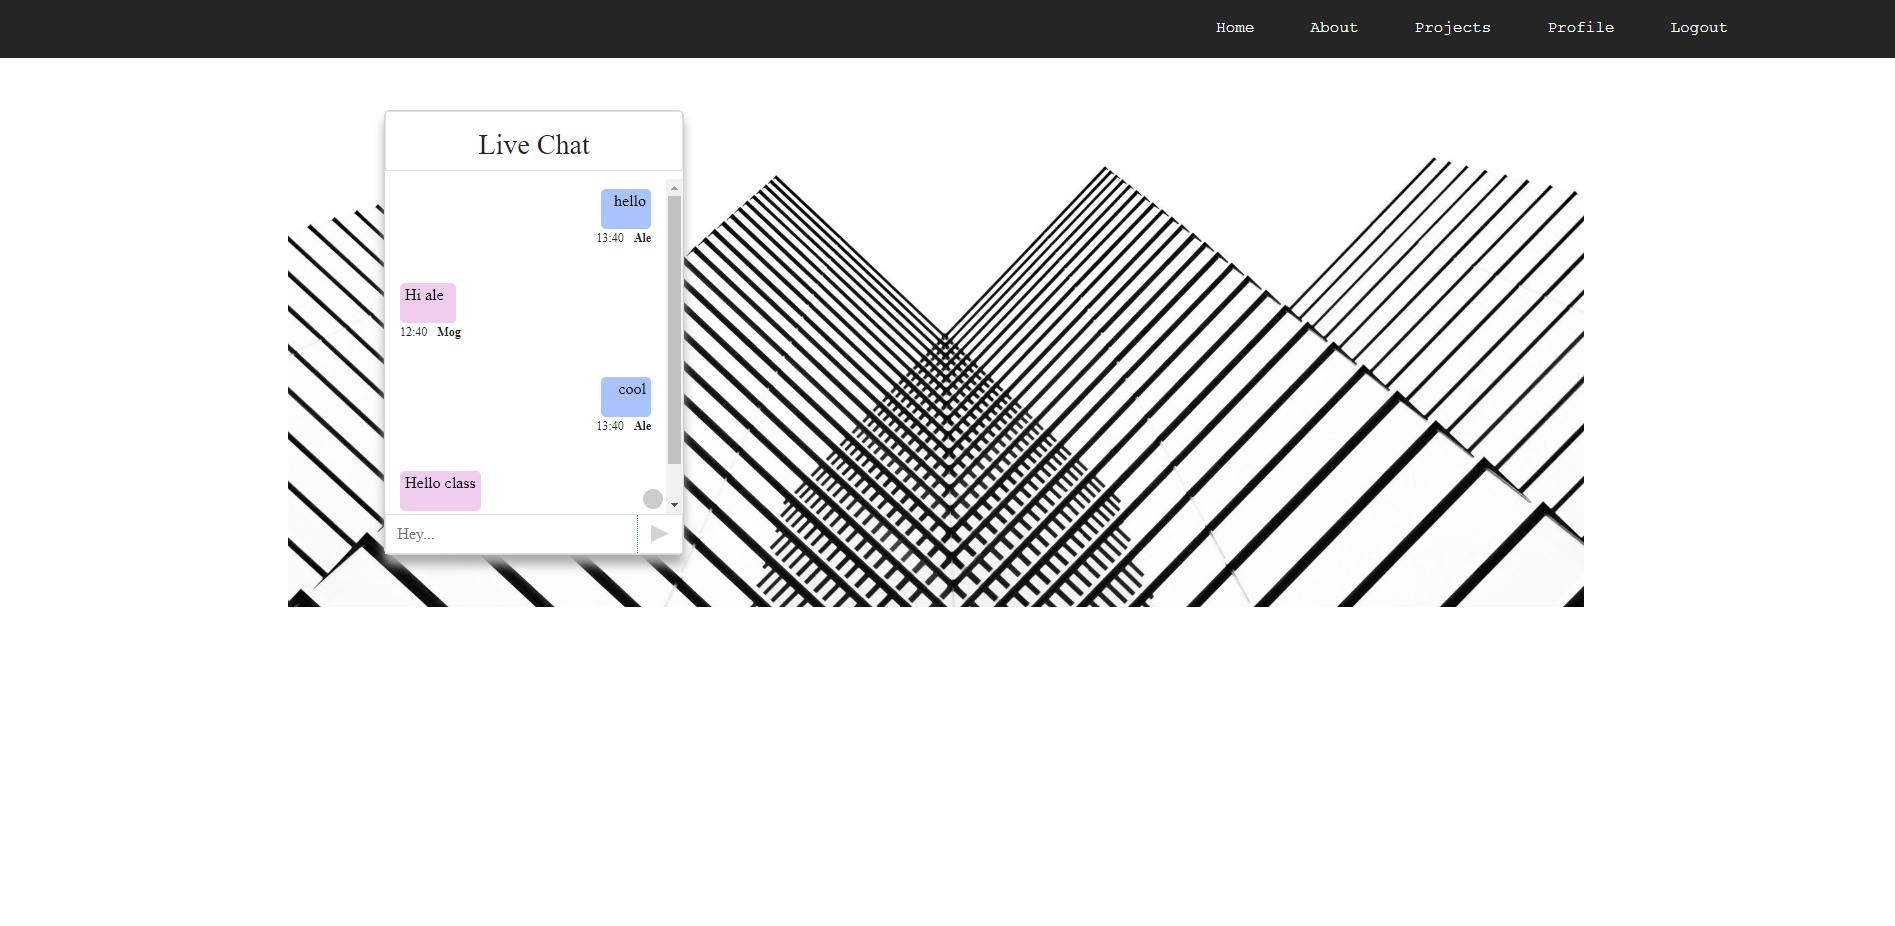 Home About Projects Profile Logout
Live Chat
hello
13:40 Ale
Hi ale
12:40 Mog
cool
13:40 Ale
Hello class
Hey...